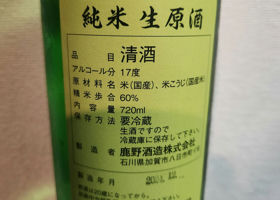 純米 生原酒
品目 清酒
アルコール分 17度
原材料名 米（国産）、米こうじ（国産米）
精米歩合 60%
内容量 720ml
保存方法 要冷蔵
生酒ですので
冷蔵庫に保存して下さい。
製造者 鹿野酒造株式会社
石川県加賀市八日市町イ6
製造年月